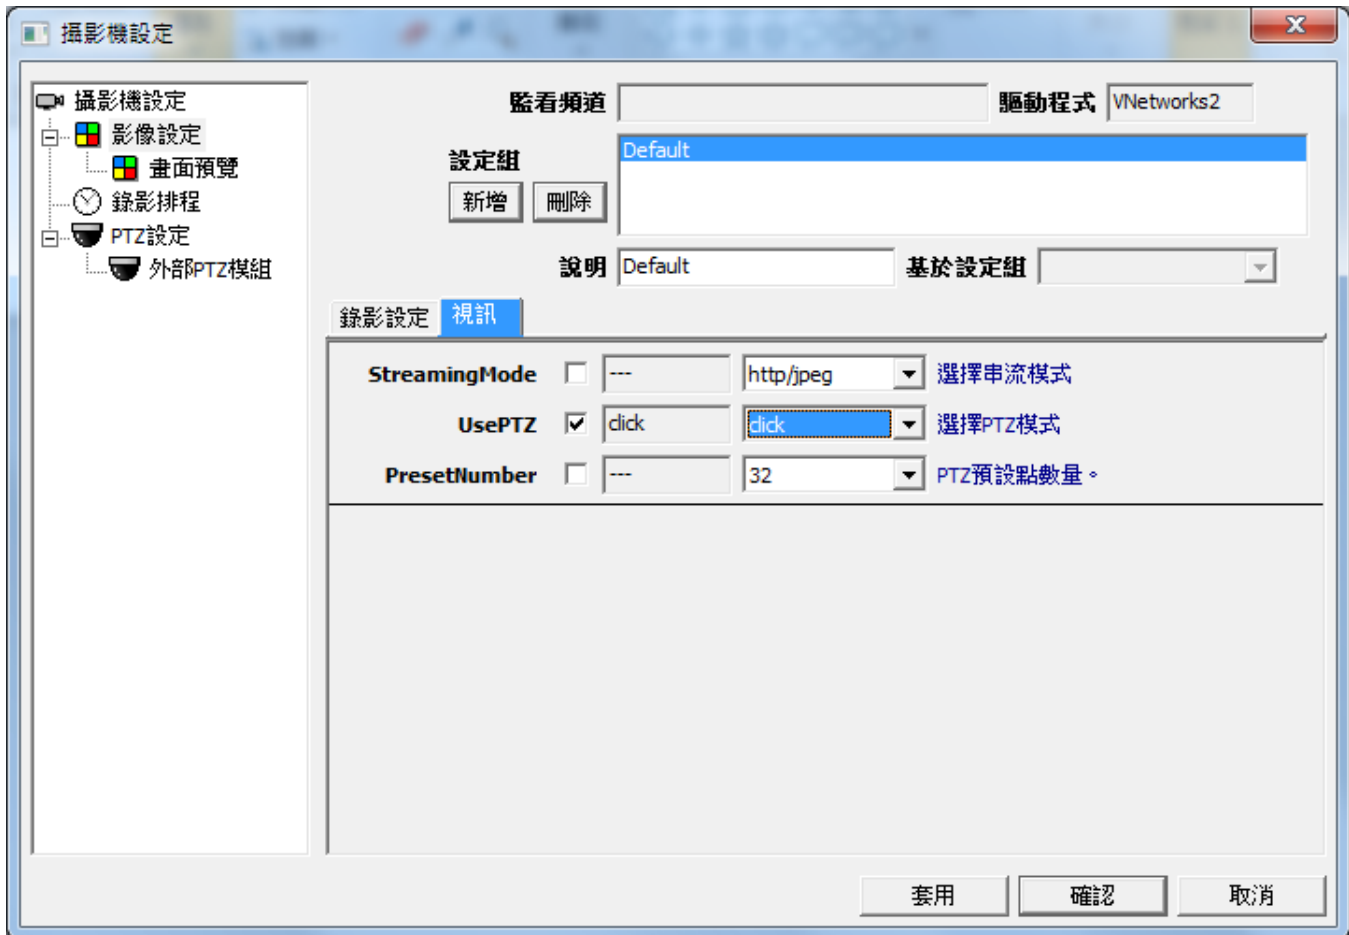 攝影機設定
攝影機設定
影像設定
畫面預覽
錄影排程
PTZ設定
外部PTZ模組
監看頻道
驅動程式 VNetworks2
設定組 Default
新增 刪除
說明 Default 基於設定組
錄影設定 視訊
StreamingMode --- http/jpeg 選擇串流模式
UsePTZ click click 選擇PTZ模式
PresetNumber --- 32 PTZ預設點數量。
套用 確認 取消